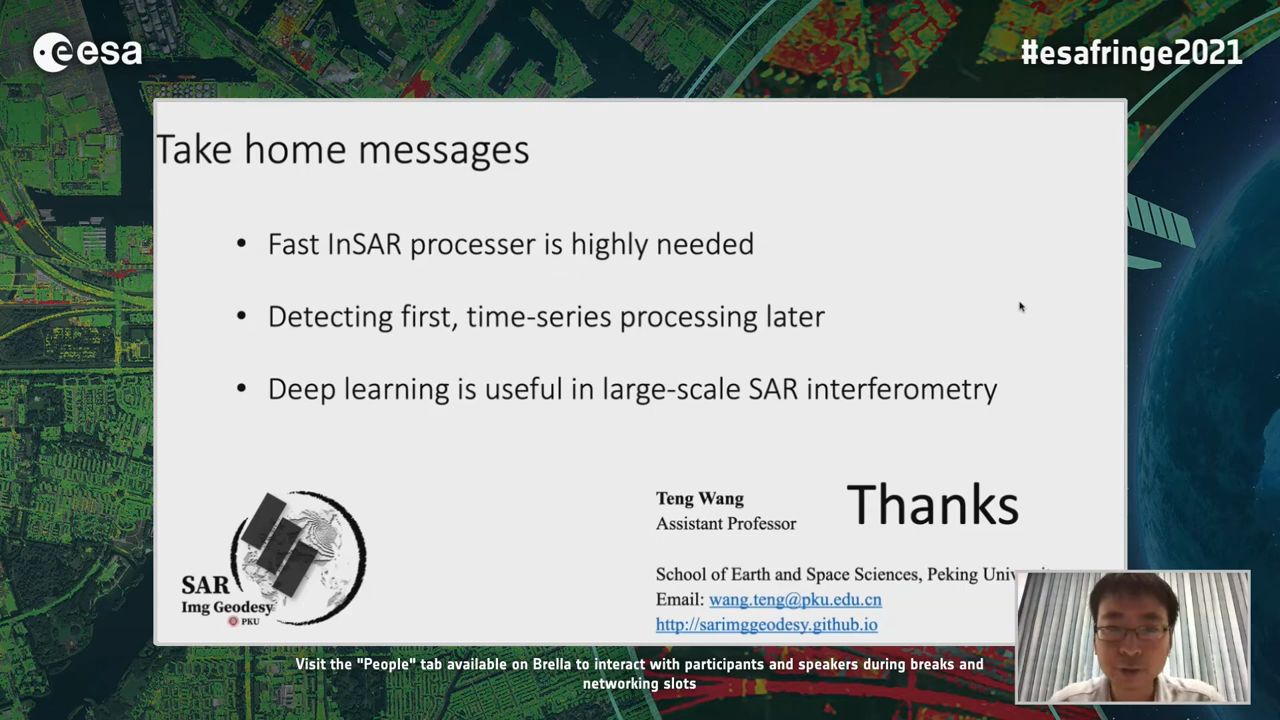 esa
#esafringe2021
Take home messages
• Fast InSAR processer is highly needed
• Detecting first, time-series processing later
• Deep learning is useful in large-scale SAR interferometry
Teng Wang
Assistant Professor
Thanks
School of Earth and Space Sciences, Peking
Email: wang.teng@pku.edu.cn
http://sarimggeodesy.github.io
SAR
Img Geodesy
PKU
Visit the "People" tab available on Brella to interact with participants and speakers during breaks and
networking slots